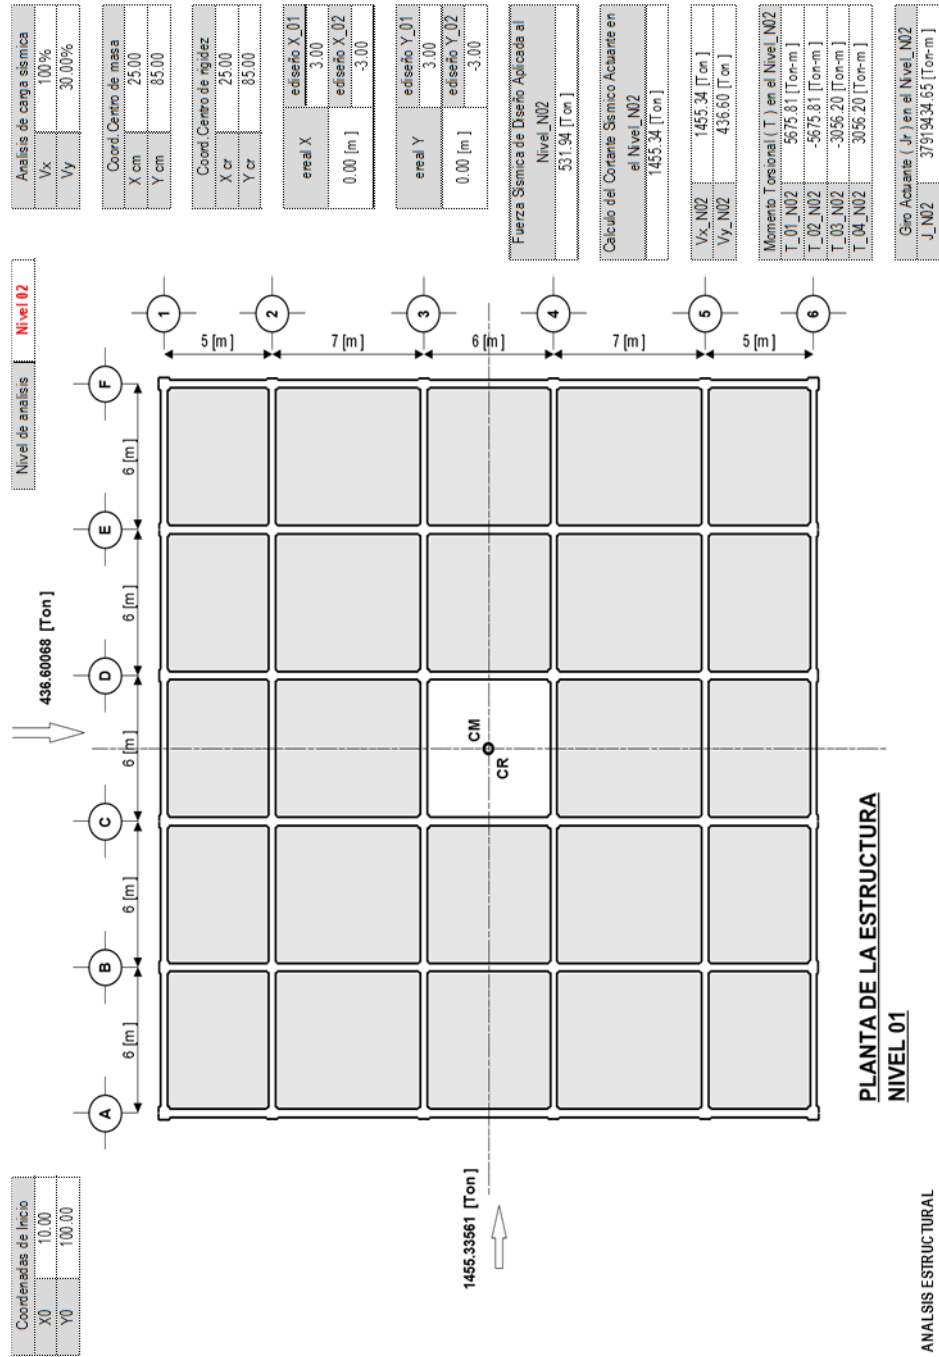 Coordenadas de Inicio
X0 10.00
Y0 100.00
Nivel de analisis Nivel 02
Analisis de carga sismica
Vx 100%
Vy 30.00%
Coord. Centro de masa
X cm 25.00
Y cm 85.00
Coord. Centro de rigidez
X cr 25.00
Y cr 85.00
ereal X ediseño X_01
3.00
0.00 [m ] ediseño X_02
-3.00
ereal Y ediseño Y_01
3.00
0.00 [m ] ediseño Y_02
-3.00
Fuerza Sismica de Diseño Aplicada al
Nivel_N02
531.94 [Ton ]
Calculo del Cortante Sismico Actuante en
el Nivel_N02
1455.34 [Ton ]
Vx_N02 1455.34 [Ton ]
Vy_N02 436.60 [Ton ]
Momento Torsional ( T ) en el Nivel_N02
T_01_N02 5675.81 [Ton-m ]
T_02_N02 -5675.81 [Ton-m ]
T_03_N02 -3056.20 [Ton-m ]
T_04_N02 3056.20 [Ton-m ]
Giro Actuante ( Jr ) en el Nivel_N02
J_N02 37919434.65 [Ton-m ]
436.60068 [Ton]
A B C D E F
6 [m ] 6 [m ] 6 [m ] 6 [m ] 6 [m ]
1
5 [m ]
2
7 [m ]
3
6 [m ]
4
7 [m ]
5
5 [m ]
6
CM
CR
1455.33561 [Ton ]
PLANTA DE LA ESTRUCTURA
NIVEL 01
ANALSIS ESTRUCTURAL